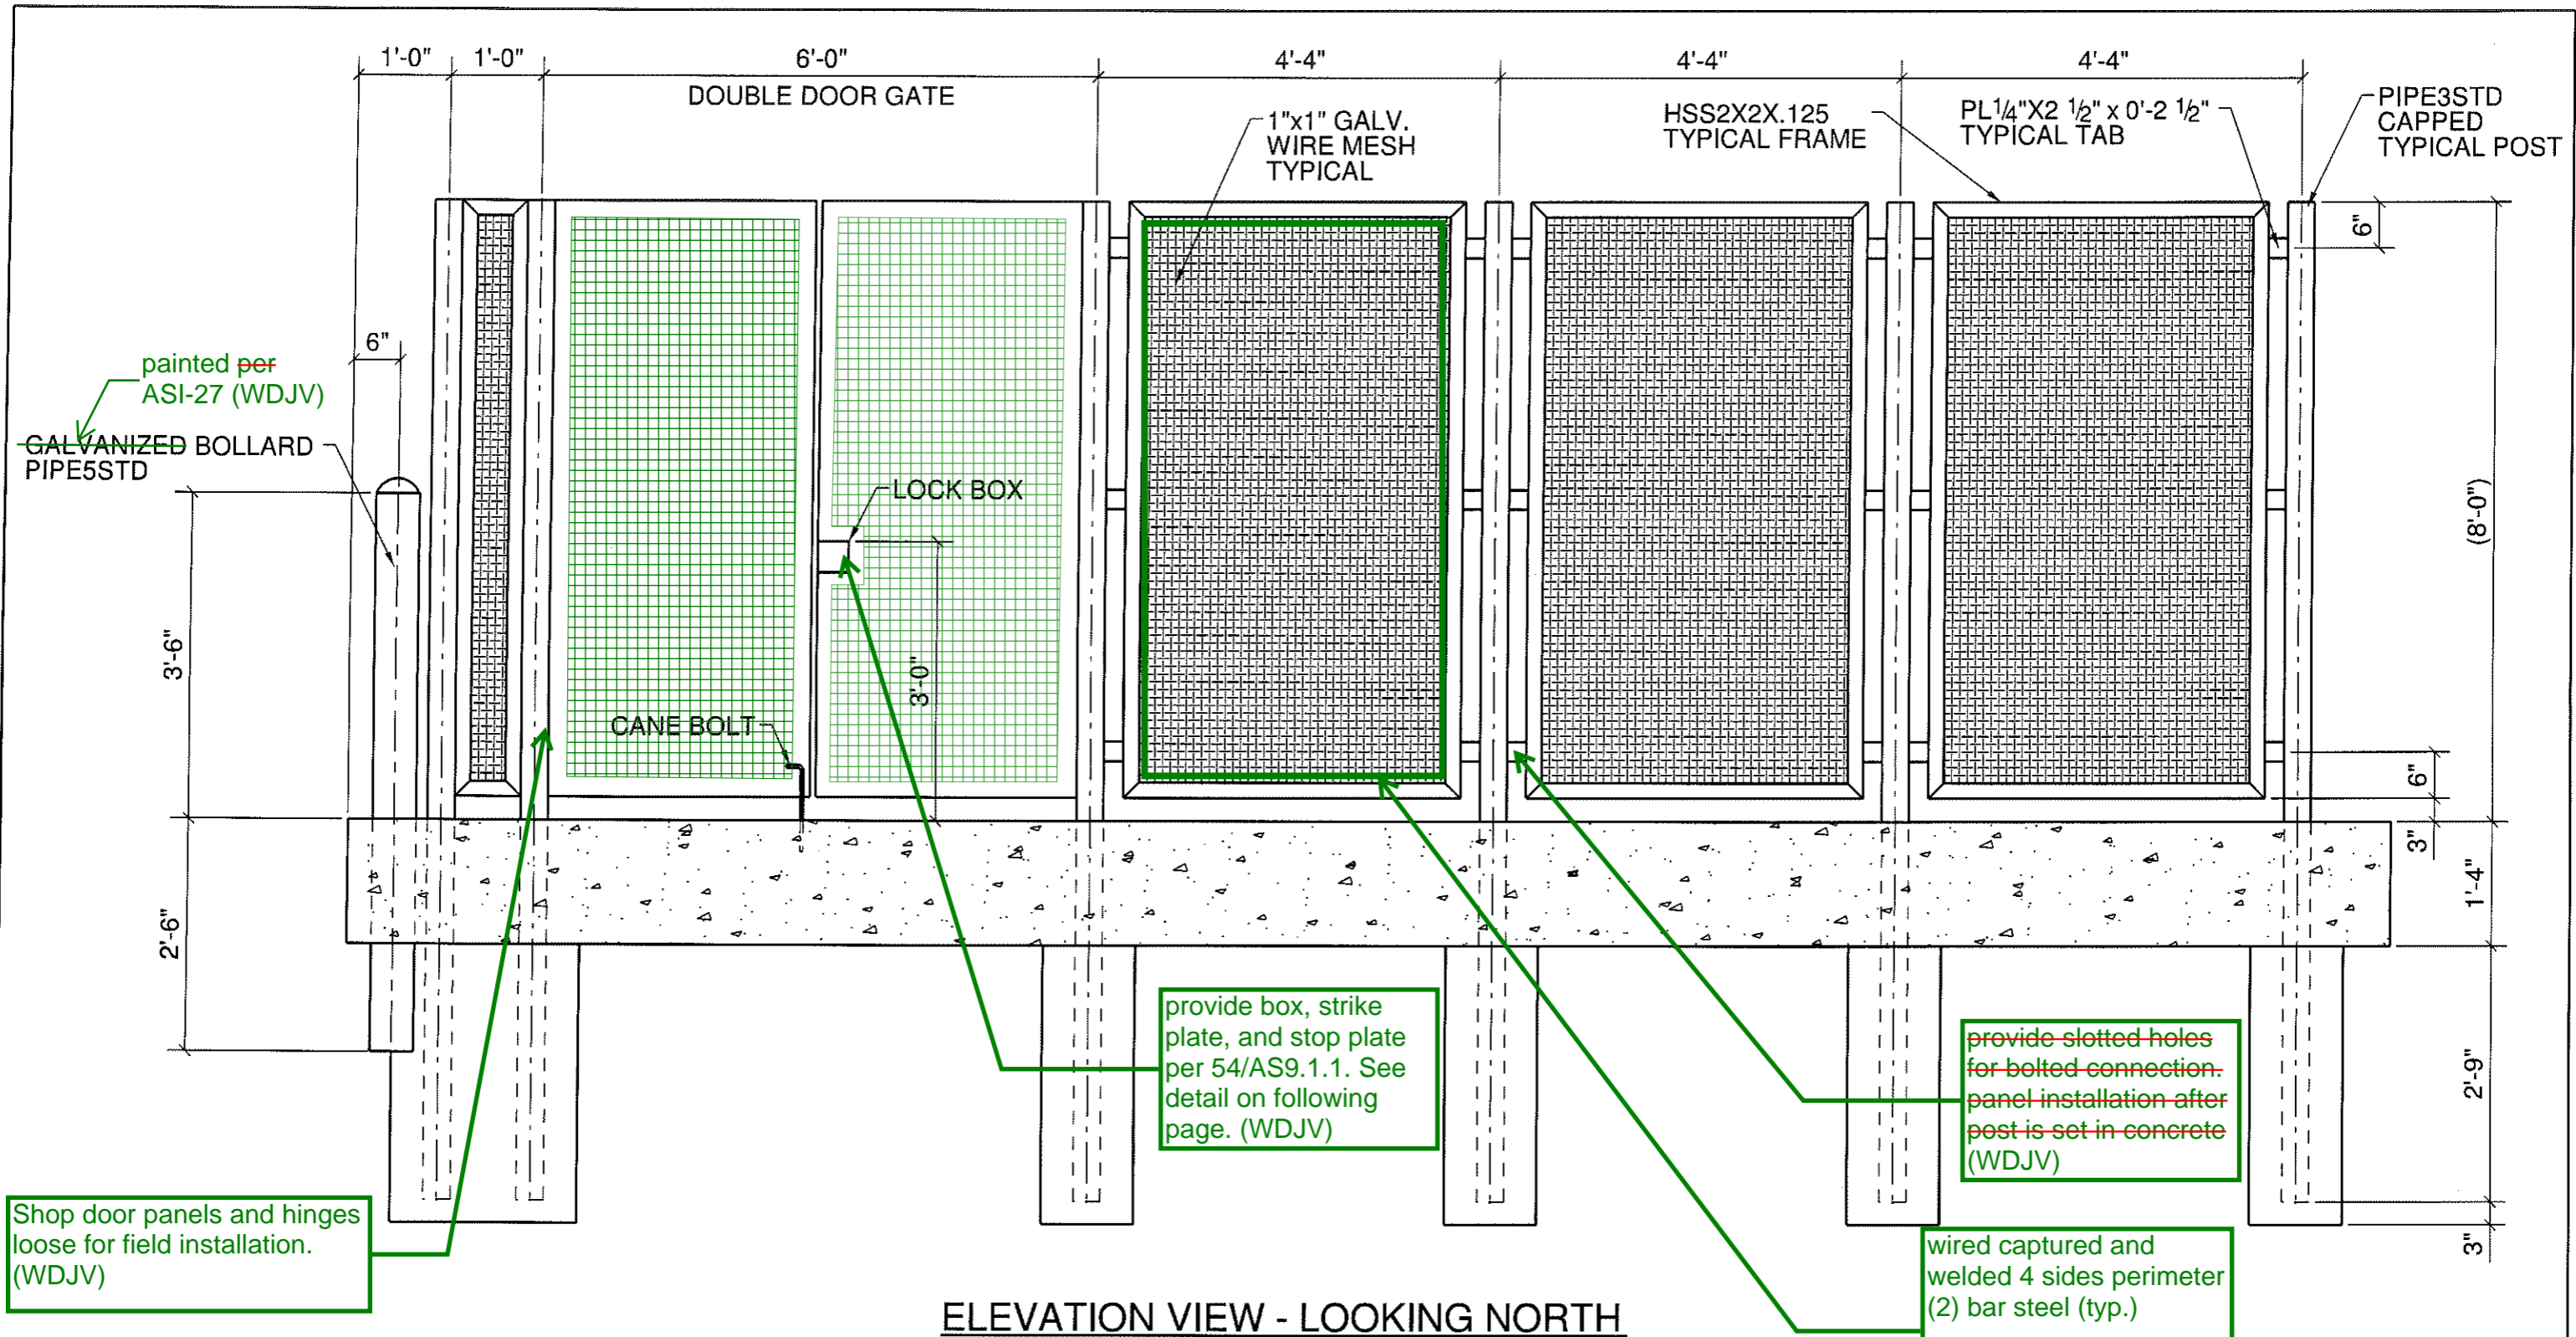 1'-0" 1'-0" 6'-0" 4'-4" 4'-4" 4'-4"
DOUBLE DOOR GATE
1"x1" GALV.
WIRE MESH
TYPICAL
HSS2X2X.125
TYPICAL FRAME
PL1/4"X2 1/2" x 0'-2 1/2"
TYPICAL TAB
PIPE3STD
CAPPED
TYPICAL POST
6"
6"
painted per
ASI-27 (WDJV)
GALVANIZED BOLLARD
PIPE5STD
LOCK BOX
(8'-0")
3'-6"
3'-0"
CANE BOLT
6"
3"
1'-4"
2'-6"
2'-9"
3"
provide box, strike
plate, and stop plate
per 54/AS9.1.1. See
detail on following
page. (WDJV)
provide slotted holes
for bolted connection.
panel installation after
post is set in concrete
(WDJV)
Shop door panels and hinges
loose for field installation.
(WDJV)
wired captured and
welded 4 sides perimeter
(2) bar steel (typ.)
ELEVATION VIEW - LOOKING NORTH